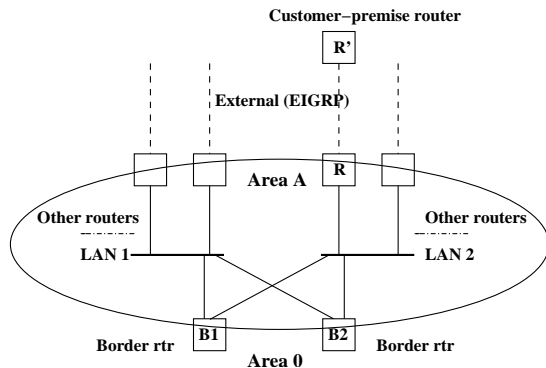 Customer−premise router
R'
External (EIGRP)
R
Area A
Other routers
Other routers
LAN 1
LAN 2
B1
B2
Border rtr
Border rtr
Area 0